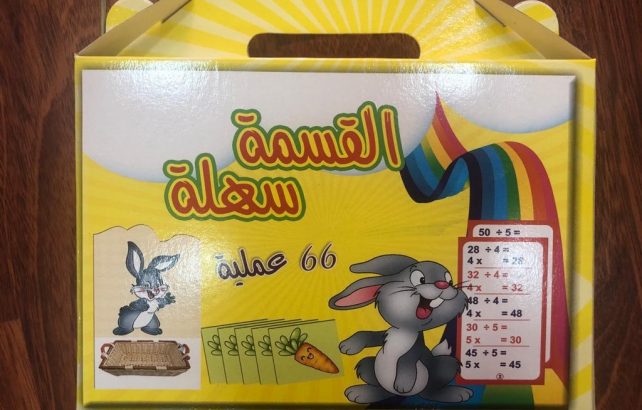 القسمة
سهلة
66 عملية
50 ÷ 5 =
28 ÷ 4 =
4 x = 28
32 ÷ 4 =
4 x = 32
48 ÷ 4 =
4 x = 48
30 ÷ 5 =
5 x = 30
45 ÷ 5 =
5 x = 45